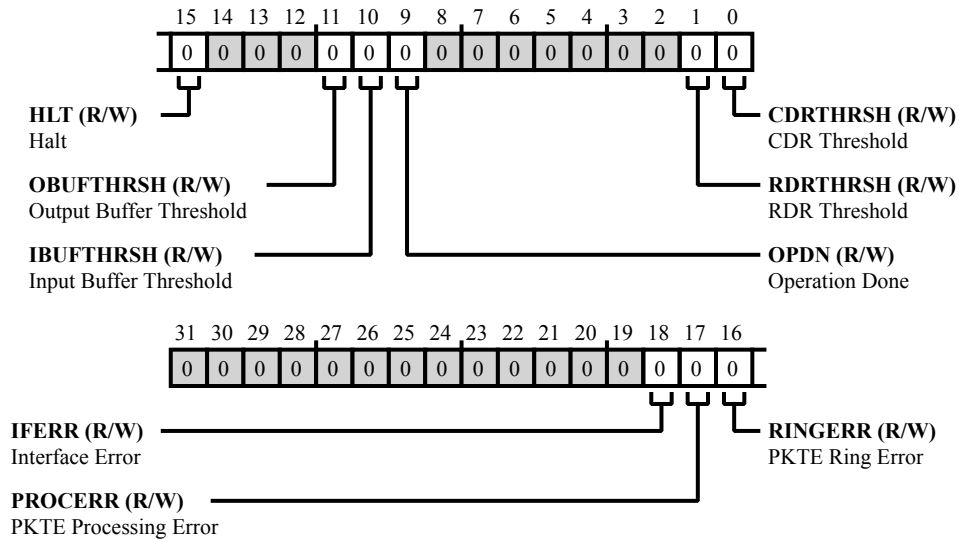 15 14 13 12 11 10 9 8 7 6 5 4 3 2 1 0
0 0 0 0 0 0 0 0 0 0 0 0 0 0 0 0
HLT (R/W)
Halt
CDRTHRSH (R/W)
CDR Threshold
OBUFTHRSH (R/W)
Output Buffer Threshold
RDRTHRSH (R/W)
RDR Threshold
IBUFTHRSH (R/W)
Input Buffer Threshold
OPDN (R/W)
Operation Done
31 30 29 28 27 26 25 24 23 22 21 20 19 18 17 16
0 0 0 0 0 0 0 0 0 0 0 0 0 0 0 0
IFERR (R/W)
Interface Error
RINGERR (R/W)
PKTE Ring Error
PROCERR (R/W)
PKTE Processing Error